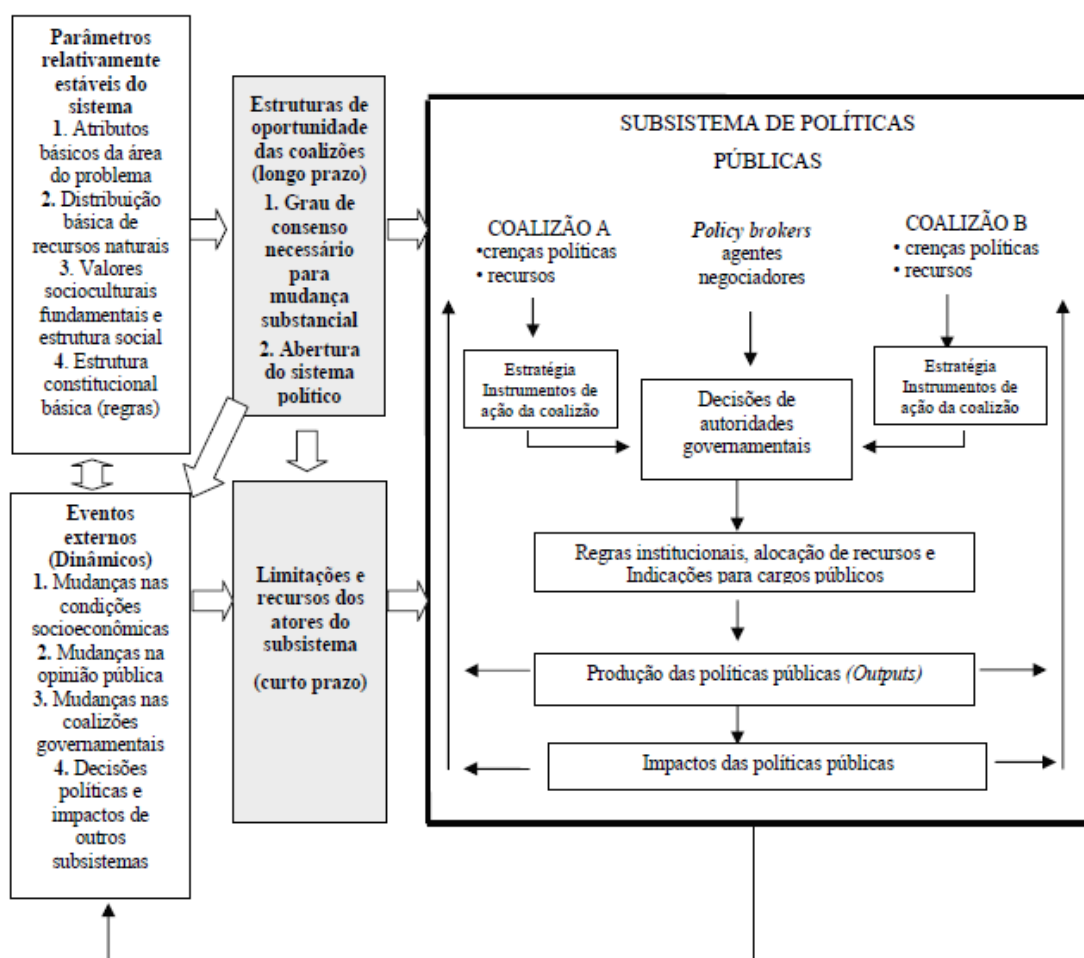 Parâmetros
relativamente
estáveis do
sistema
1. Atributos
básicos da área
do problema
2. Distribuição
básica de
recursos naturais
3. Valores
socioculturais
fundamentais e
estrutura social
4. Estrutura
constitucional
básica (regras)
Estruturas de
oportunidade
das coalizões
(longo prazo)
1. Grau de
consenso
necessário
para
mudança
substancial
2. Abertura
do sistema
político
Eventos
externos
(Dinâmicos)
1. Mudanças nas
condições
socioeconômicas
2. Mudanças na
opinião pública
3. Mudanças nas
coalizões
governamentais
4. Decisões
políticas e
impactos de
outros
subsistemas
Limitações e
recursos dos
atores do
subsistema
(curto prazo)
SUBSISTEMA DE POLÍTICAS
PÚBLICAS
COALIZÃO A
•crenças políticas
• recursos
Policy brokers
agentes
negociadores
COALIZÃO B
• crenças políticas
• recursos
Estratégia
Instrumentos de
ação da coalizão
Decisões de
autoridades
governamentais
Estratégia
Instrumentos de
ação da coalizão
Regras institucionais, alocação de recursos e
Indicações para cargos públicos
Produção das políticas públicas (Outputs)
Impactos das políticas públicas